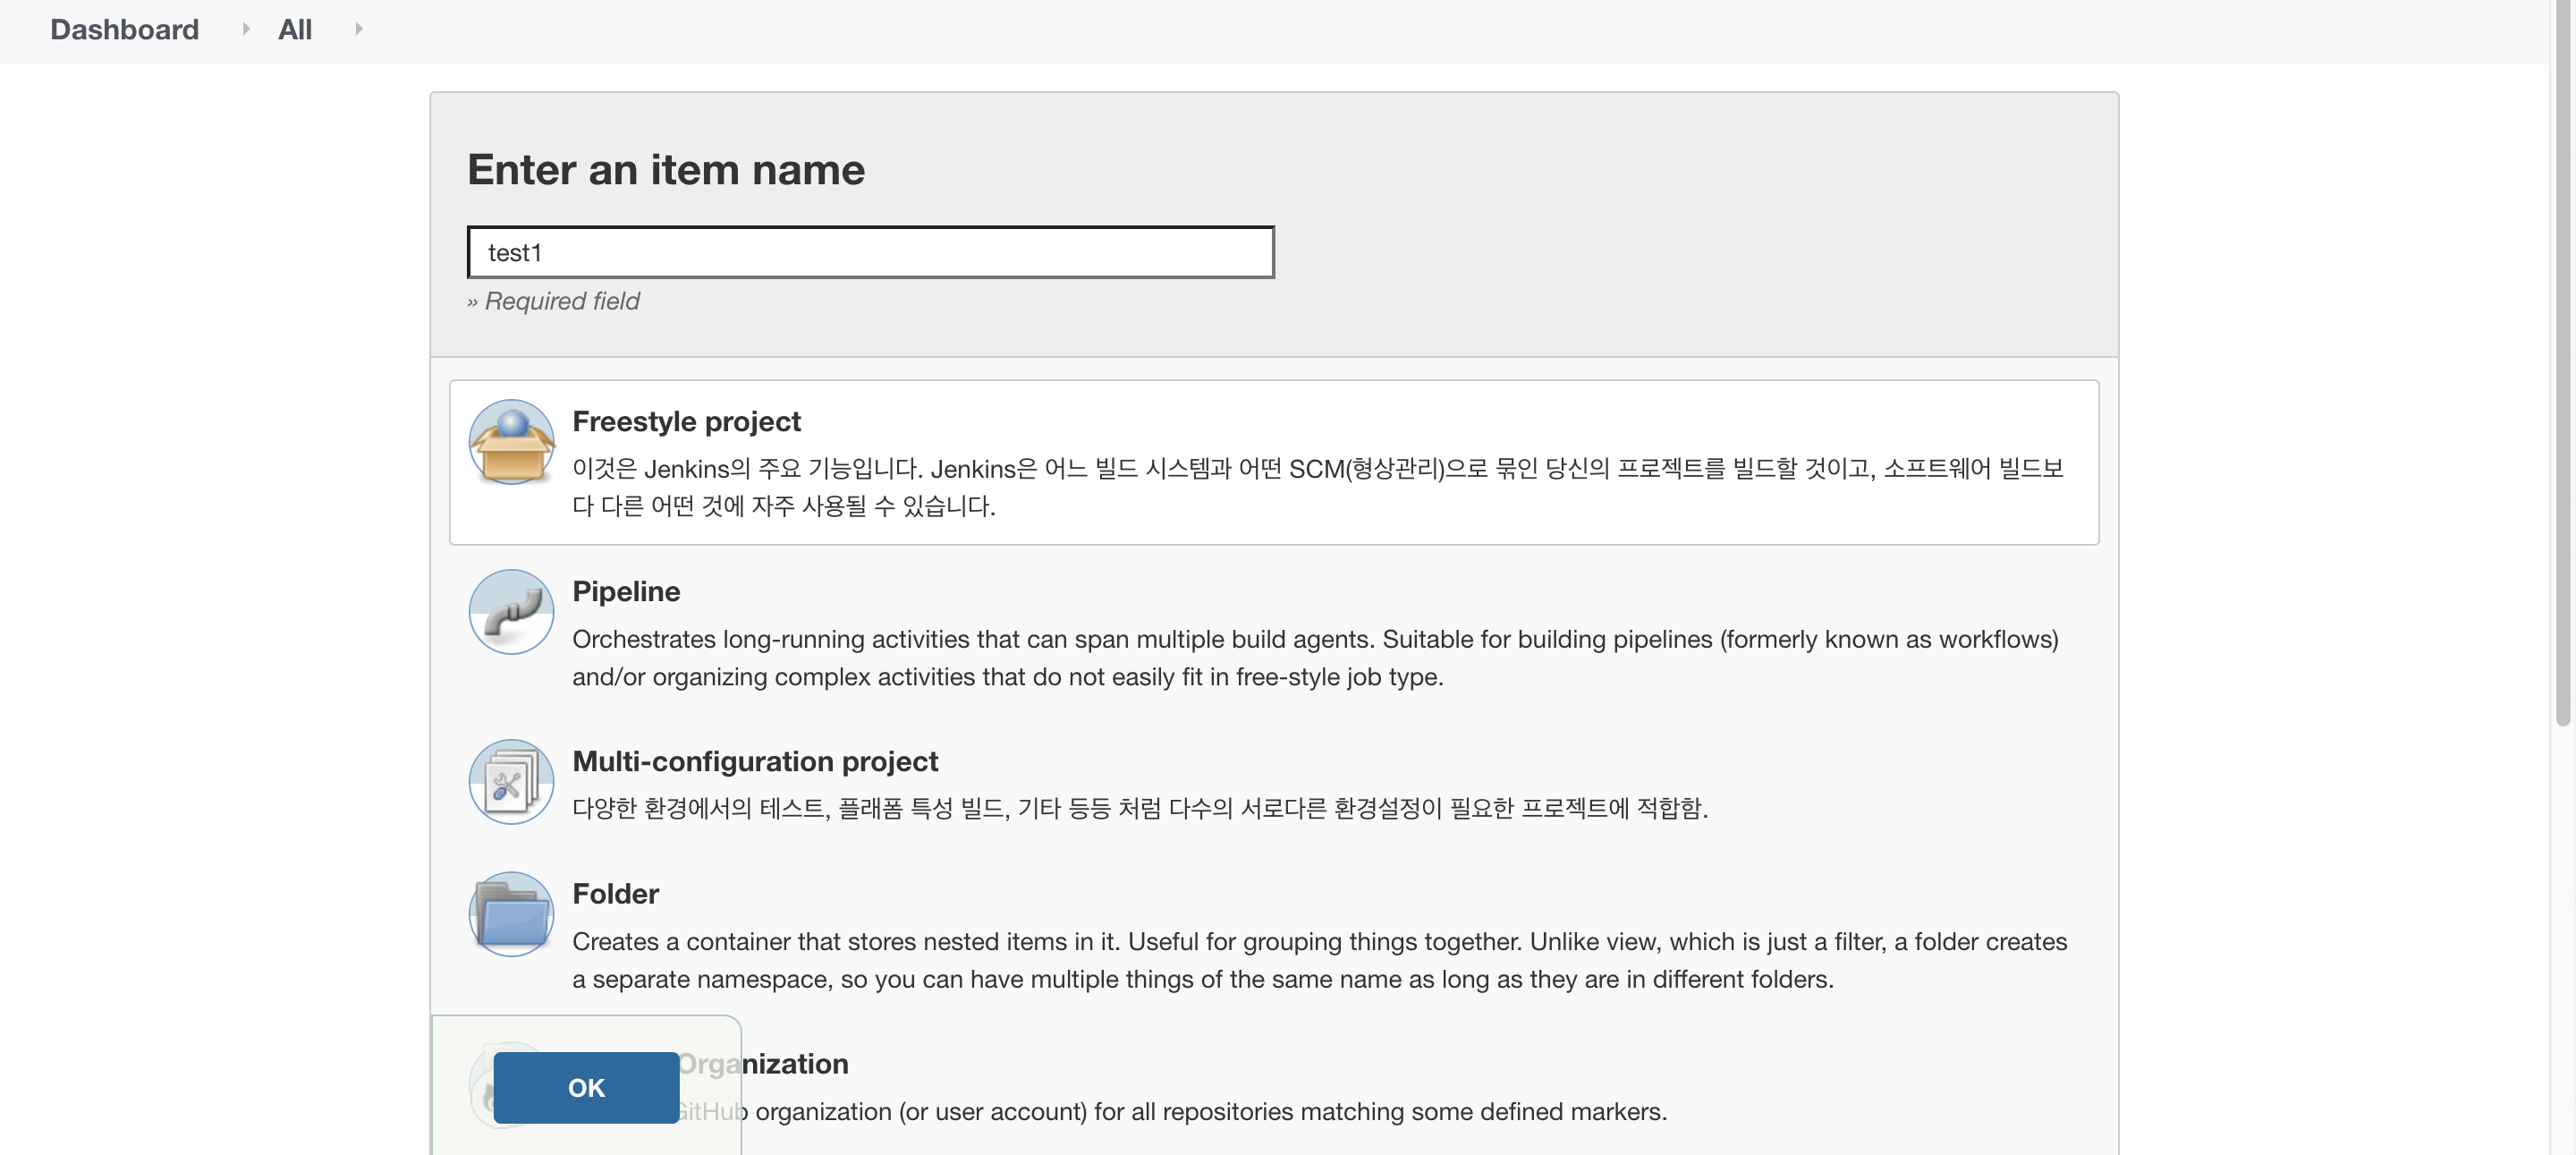 Dashboard All
Enter an item name
test1
» Required field
Freestyle project
이것은 Jenkins의 주요 기능입니다. Jenkins은 어느 빌드 시스템과 어떤 SCM(형상관리)으로 묶인 당신의 프로젝트를 빌드할 것이고, 소프트웨어 빌드보
다 다른 어떤 것에 자주 사용될 수 있습니다.
Pipeline
Orchestrates long-running activities that can span multiple build agents. Suitable for building pipelines (formerly known as workflows)
and/or organizing complex activities that do not easily fit in free-style job type.
Multi-configuration project
다양한 환경에서의 테스트, 플래폼 특성 빌드, 기타 등등 처럼 다수의 서로다른 환경설정이 필요한 프로젝트에 적합함.
Folder
Creates a container that stores nested items in it. Useful for grouping things together. Unlike view, which is just a filter, a folder creates
a separate namespace, so you can have multiple things of the same name as long as they are in different folders.
Organization
OK
GitHub organization (or user account) for all repositories matching some defined markers.